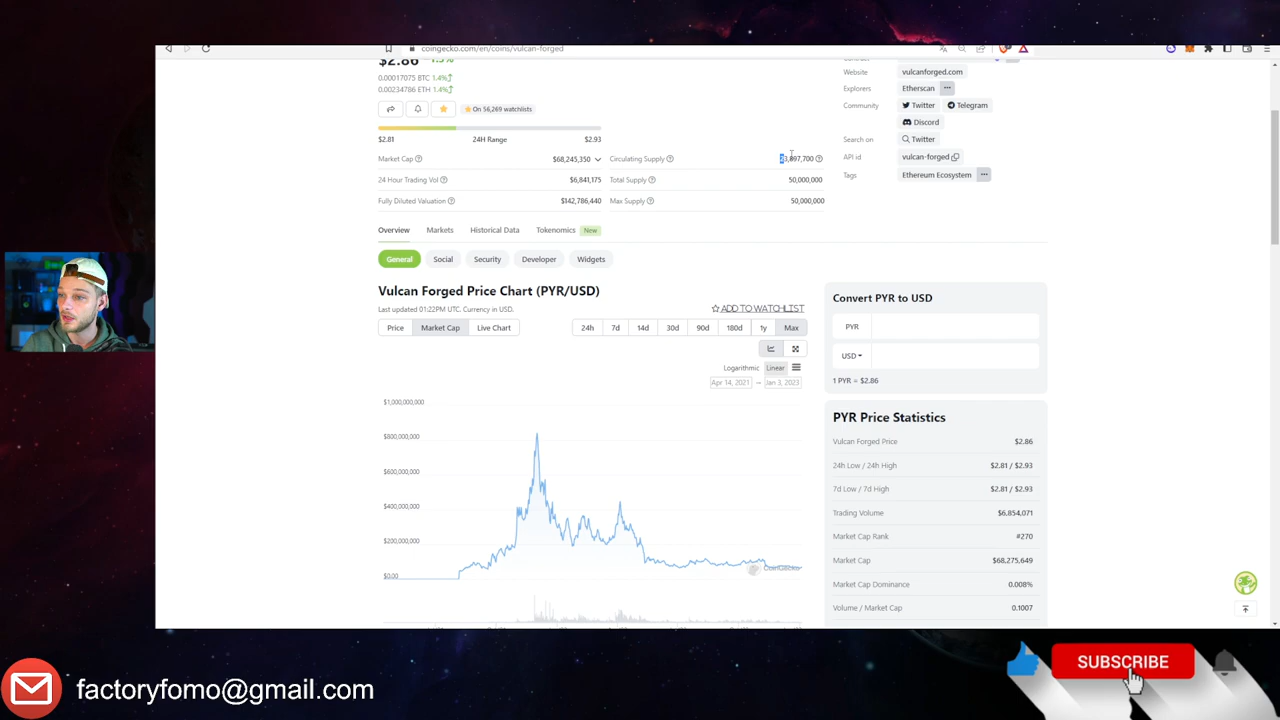 coingecko.com/en/coins/vulcan-forged
$2.86
0.00017075 BTC 1.4%
0.00234786 ETH 1.4%
On 56,269 watchlists
$2.81 24H Range $2.93
Market Cap $68,245,350
24 Hour Trading Vol $6,841,175
Fully Diluted Valuation $142,786,440
Circulating Supply 23,897,700
Total Supply 50,000,000
Max Supply 50,000,000
Website vulcanforged.com
Explorers Etherscan
Community Twitter Telegram
Discord
Search on Twitter
API id vulcan-forged
Tags Ethereum Ecosystem
Overview Markets Historical Data Tokenomics New
General Social Security Developer Widgets
Vulcan Forged Price Chart (PYR/USD)
Last updated 01:22PM UTC. Currency in USD.
ADD TO WATCHLIST
Price Market Cap Live Chart
24h 7d 14d 30d 90d 180d 1y Max
Logarithmic Linear
Apr 14, 2021 → Jan 3, 2023
$1,000,000,000
$800,000,000
$600,000,000
$400,000,000
$200,000,000
$0.00
CoinGecko
Convert PYR to USD
PYR
USD
1 PYR = $2.86
PYR Price Statistics
Vulcan Forged Price $2.86
24h Low / 24h High $2.81 / $2.93
7d Low / 7d High $2.81 / $2.93
Trading Volume $6,854,071
Market Cap Rank #270
Market Cap $68,275,649
Market Cap Dominance 0.008%
Volume / Market Cap 0.1007
factoryfomo@gmail.com
SUBSCRIBE